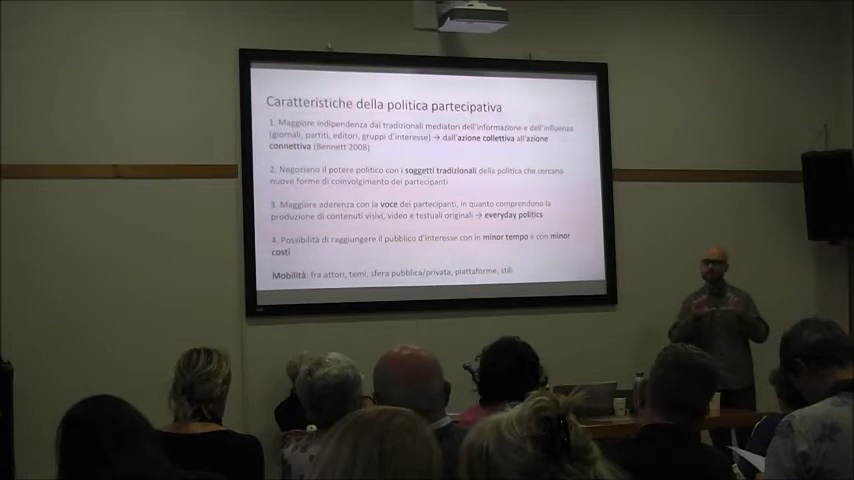 Caratteristiche della politica partecipativa
1. Maggiore indipendenza dai tradizionali mediatori dell'informazione e dell'influenza
(giornali, partiti, editori, gruppi d'interesse) → dall'azione collettiva all'azione
connettiva (Bennett 2008)
2. Negoziano il potere politico con i soggetti tradizionali della politica che cercano
nuove forme di coinvolgimento dei partecipanti
3. Maggiore aderenza con la voce dei partecipanti, in quanto comprendono la
produzione di contenuti visivi, video e testuali originali → everyday politics
4. Possibilità di raggiungere il pubblico d'interesse con in minor tempo e con minor
costi
Mobilità: fra attori, temi, sfera pubblica/privata, piattaforme, stili